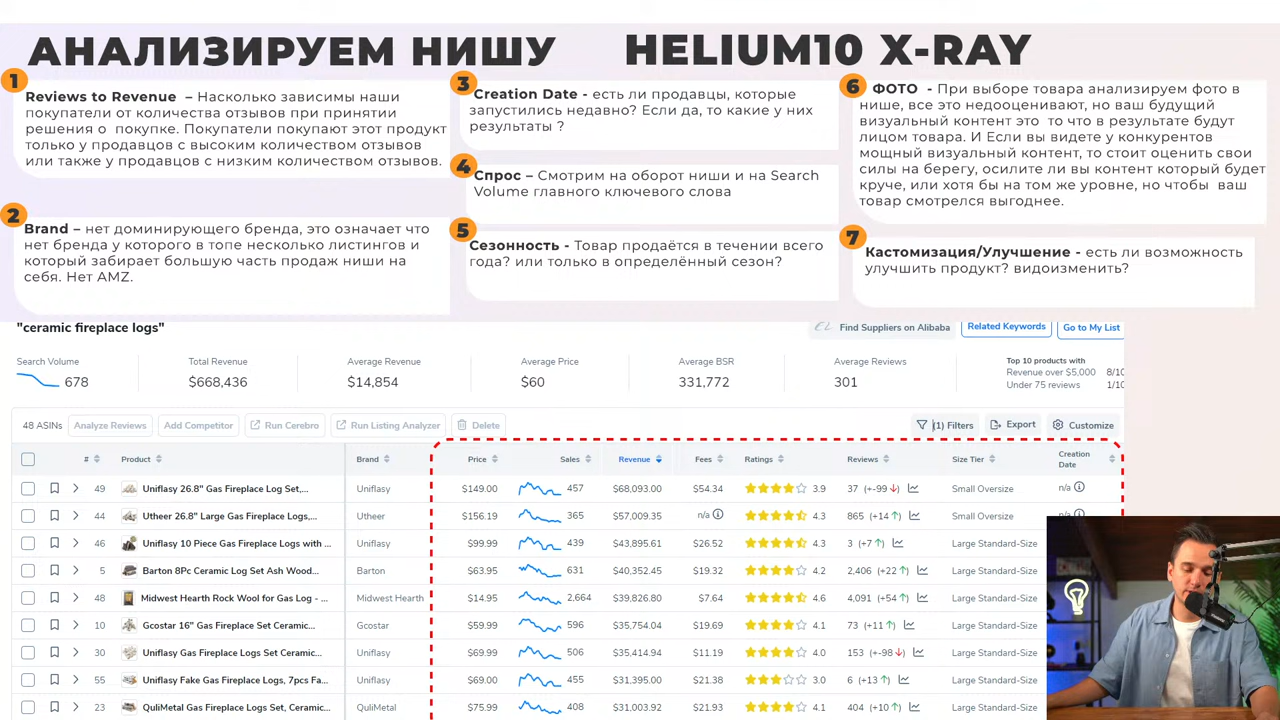 АНАЛИЗИРУЕМ НИШУ HELIUM10 X-RAY
1
Reviews to Revenue – Насколько зависимы наши
покупатели от количества отзывов при принятии
решения о покупке. Покупатели покупают этот продукт
только у продавцов с высоким количеством отзывов
или также у продавцов с низким количеством отзывов.
2
Brand – нет доминирующего бренда, это означает что
нет бренда у которого в топе несколько листингов и
который забирает большую часть продаж ниши на
себя. Нет AMZ.
3
Creation Date - есть ли продавцы, которые
запустились недавно? Если да, то какие у них
результаты ?
4
Спрос – Смотрим на оборот ниши и на Search
Volume главного ключевого слова
5
Сезонность - Товар продаётся в течении всего
года? или только в определённый сезон?
6
ФОТО - При выборе товара анализируем фото в
нише, все это недооценивают, но ваш будущий
визуальный контент это то что в результате будут
лицом товара. И Если вы видете у конкурентов
мощный визуальный контент, то стоит оценить свои
силы на берегу, осилите ли вы контент который будет
круче, или хотя бы на том же уровне, но чтобы ваш
товар смотрелся выгоднее.
7
Кастомизация/Улучшение - есть ли возможность
улучшить продукт? видоизменить?
"ceramic fireplace logs"
Find Suppliers on Alibaba Related Keywords Go to My List
Search Volume Total Revenue Average Revenue Average Price Average BSR Average Reviews Top 10 products with
678 $668,436 $14,854 $60 331,772 301 Revenue over $5,000 8/10
Under 75 reviews 1/10
48 ASINs Analyze Reviews Add Competitor Run Cerebro Run Listing Analyzer Delete (1) Filters Export Customize
# Product Brand Price Sales Revenue Fees Ratings Reviews Size Tier Creation Date
49 Uniflasy 26.8" Gas Fireplace Log Set,... Uniflasy $149.00 457 $68,093.00 $54.34 3.9 37 (+-99 ↓) Small Oversize n/a
44 Utheer 26.8" Large Gas Fireplace Logs,... Utheer $156.19 365 $57,009.35 n/a 4.3 865 (+14 ↑) Small Oversize n/a
46 Uniflasy 10 Piece Gas Fireplace Logs with ... Uniflasy $99.99 439 $43,895.61 $26.52 4.3 3 (+7 ↑) Large Standard-Size
5 Barton 8Pc Ceramic Log Set Ash Wood... Barton $63.95 631 $40,352.45 $19.32 4.2 2,406 (+22 ↑) Large Standard-Size
48 Midwest Hearth Rock Wool for Gas Log - ... Midwest Hearth $14.95 2,664 $39,826.80 $7.64 4.6 4,091 (+54 ↑) Large Standard-Size
10 Gcostar 16" Gas Fireplace Set Ceramic... Gcostar $59.99 596 $35,754.04 $19.69 4.1 73 (+11 ↑) Large Standard-Size
30 Uniflasy Gas Fireplace Logs Set Ceramic... Uniflasy $69.99 506 $35,414.94 $11.19 4.0 153 (+-98 ↓) Large Standard-Size
55 Uniflasy Fake Gas Fireplace Logs, 7pcs Fa... Uniflasy $69.00 455 $31,395.00 $21.38 3.0 6 (+13 ↑) Large Standard-Size
23 QuliMetal Gas Fireplace Logs Set, Ceramic... QuliMetal $75.99 408 $31,003.92 $21.93 4.1 404 (+10 ↑) Large Standard-Size